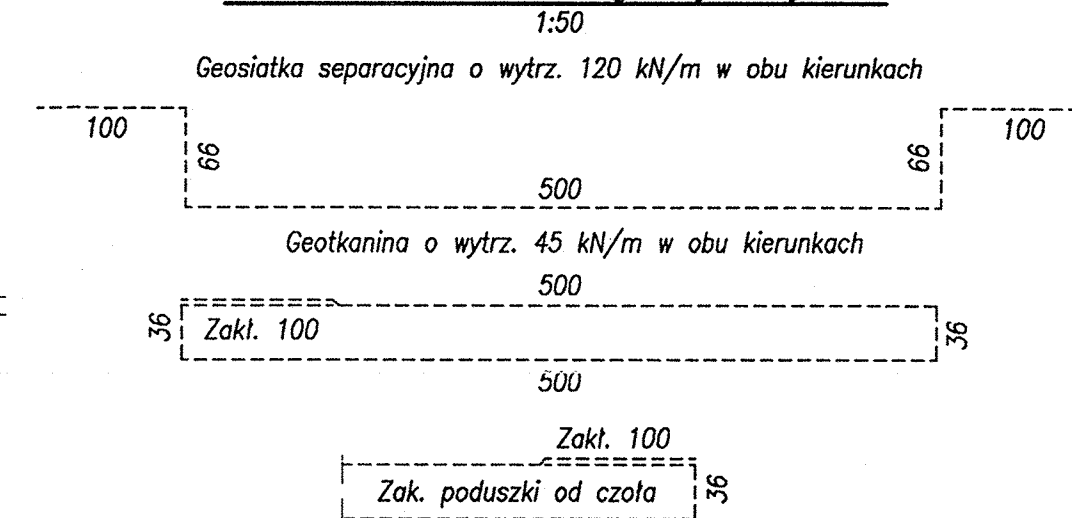 1:50
Geosiatka separacyjna o wytrz. 120 kN/m w obu kierunkach
100
100
66
66
500
Geotkanina o wytrz. 45 kN/m w obu kierunkach
500
36
Zakł. 100
36
500
Zakł. 100
Zak. poduszki od czoła
36